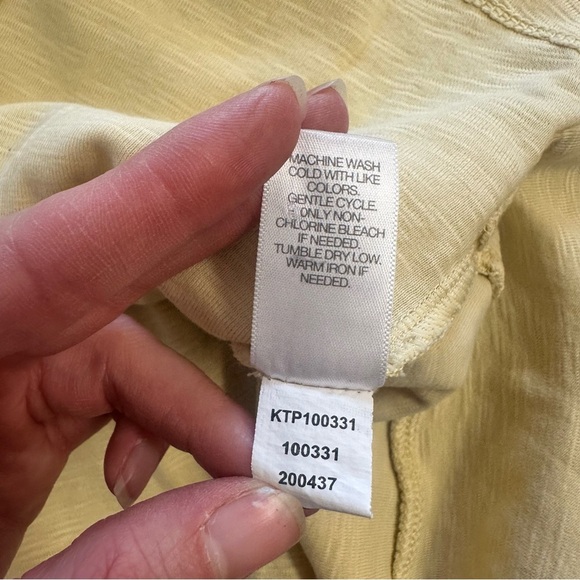 MACHINE WASH
COLD WITH LIKE
COLORS.
GENTLE CYCLE.
ONLY NON-
CHLORINE BLEACH
IF NEEDED.
TUMBLE DRY LOW.
WARM IRON IF
NEEDED.
KTP100331
100331
200437